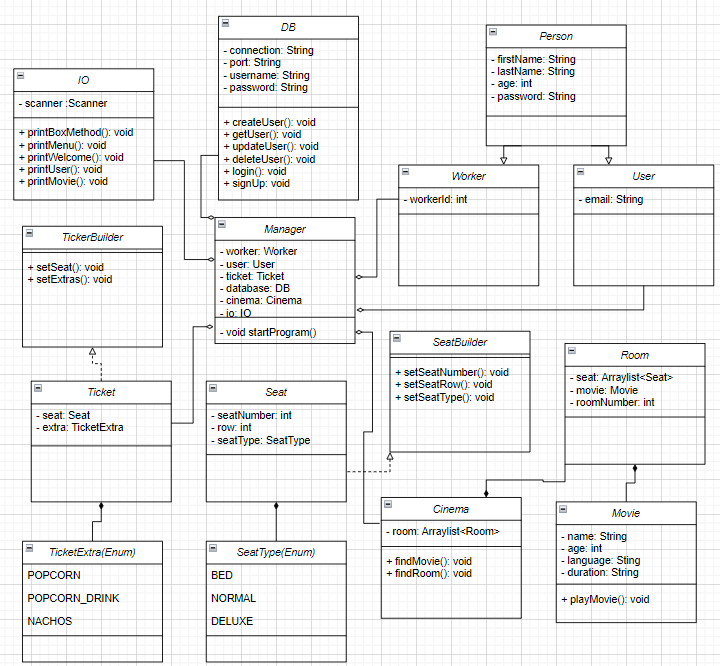 DB
- connection: String
- port: String
- username: String
- password: String
+ createUser(): void
+ getUser(): void
+ updateUser(): void
+ deleteUser(): void
+ login(): void
+ signUp: void
Person
- firstName: String
- lastName: String
- age: int
- password: String
IO
- scanner :Scanner
+ printBoxMethod(): void
+ printMenu(): void
+ printWelcome(): void
+ printUser(): void
+ printMovie(): void
Worker
- workerId: int
User
- email: String
Manager
- worker: Worker
- user: User
- ticket: Ticket
- database: DB
- cinema: Cinema
- io: IO
- void startProgram()
TickerBuilder
+ setSeat(): void
+ setExtras(): void
SeatBuilder
+ setSeatNumber(): void
+ setSeatRow(): void
+ setSeatType(): void
Room
- seat: Arraylist<Seat>
- movie: Movie
- roomNumber: int
Ticket
- seat: Seat
- extra: TicketExtra
Seat
- seatNumber: int
- row: int
- seatType: SeatType
Cinema
- room: Arraylist<Room>
+ findMovie(): void
+ findRoom(): void
Movie
- name: String
- age: int
- language: Sting
- duration: String
+ playMovie(): void
TicketExtra(Enum)
POPCORN
POPCORN_DRINK
NACHOS
SeatType(Enum)
BED
NORMAL
DELUXE